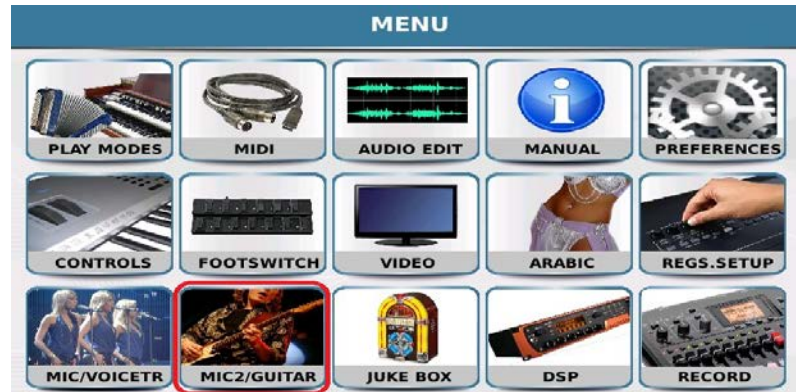 MENU
PLAY MODES
MIDI
AUDIO EDIT
MANUAL
PREFERENCES
CONTROLS
FOOTSWITCH
VIDEO
ARABIC
REGS.SETUP
MIC/VOICETR
MIC2/GUITAR
JUKE BOX
DSP
RECORD